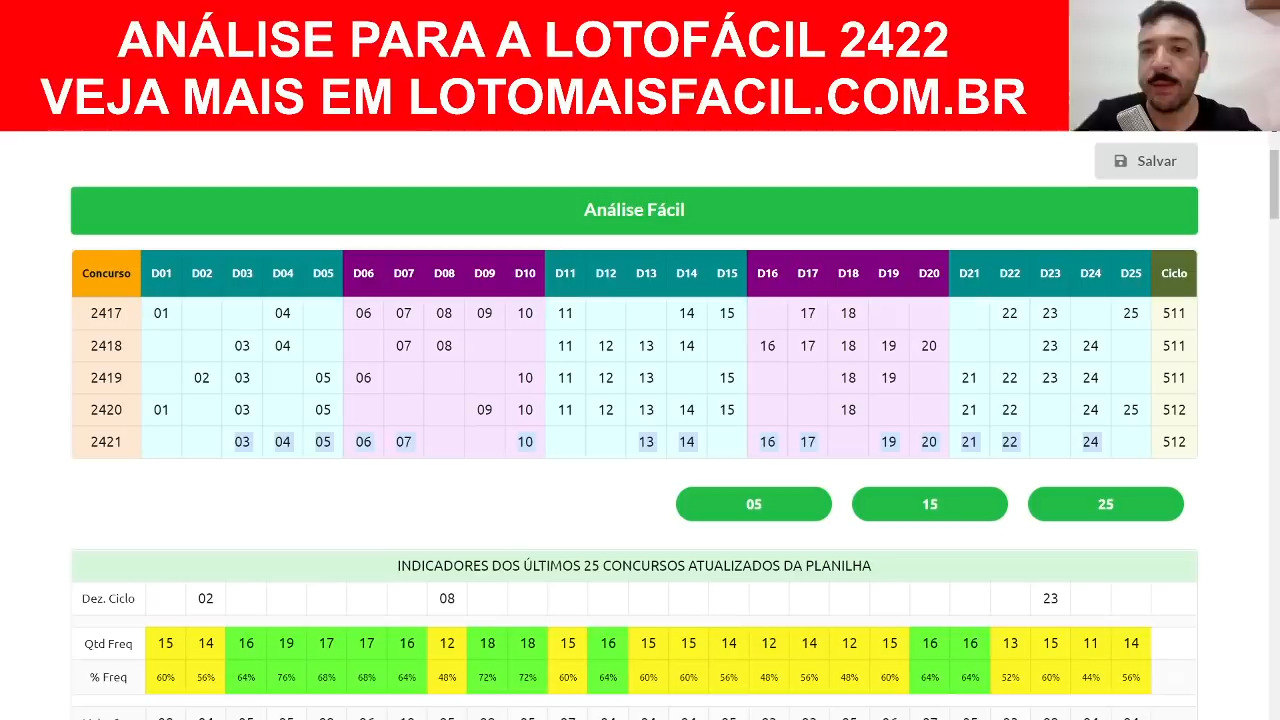 ANÁLISE PARA A LOTOFÁCIL 2422
VEJA MAIS EM LOTOMAISFACIL.COM.BR
Salvar
Análise Fácil
Concurso D01 D02 D03 D04 D05 D06 D07 D08 D09 D10 D11 D12 D13 D14 D15 D16 D17 D18 D19 D20 D21 D22 D23 D24 D25 Ciclo
2417 01 04 06 07 08 09 10 11 14 15 17 18 22 23 25 511
2418 03 04 07 08 11 12 13 14 16 17 18 19 20 23 24 511
2419 02 03 05 06 10 11 12 13 15 18 19 21 22 23 24 511
2420 01 03 05 09 10 11 12 13 14 15 18 21 22 24 25 512
2421 03 04 05 06 07 10 13 14 16 17 19 20 21 22 24 512
05 15 25
INDICADORES DOS ÚLTIMOS 25 CONCURSOS ATUALIZADOS DA PLANILHA
Dez. Ciclo 02 08 23
Qtd Freq 15 14 16 19 17 17 16 12 18 18 15 16 15 15 14 12 14 12 15 16 16 13 15 11 14
% Freq 60% 56% 64% 76% 68% 68% 64% 48% 72% 72% 60% 64% 60% 60% 56% 48% 56% 48% 60% 64% 64% 52% 60% 44% 56%